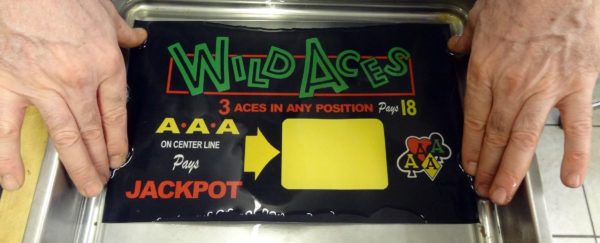 WILD ACES
3 ACES IN ANY POSITION Pays 18
A·A·A
ON CENTER LINE
Pays
JACKPOT
A A A